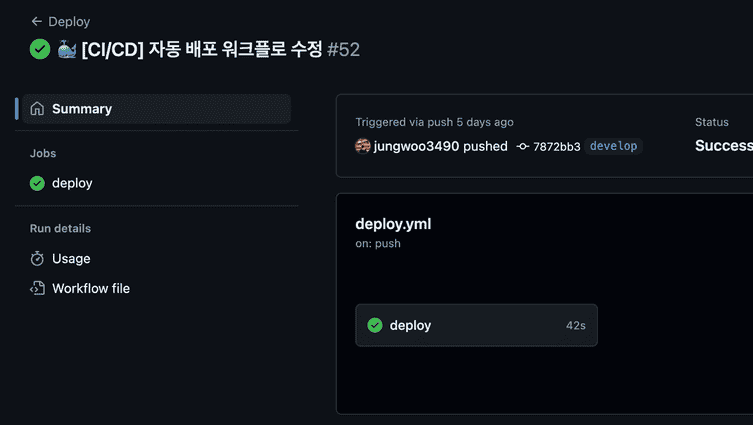 Deploy
[CI/CD] 자동 배포 워크플로 수정 #52
Summary
Jobs
deploy
Run details
Usage
Workflow file
Triggered via push 5 days ago
jungwoo3490 pushed 7872bb3 develop
Status
Success
deploy.yml
on: push
deploy 42s